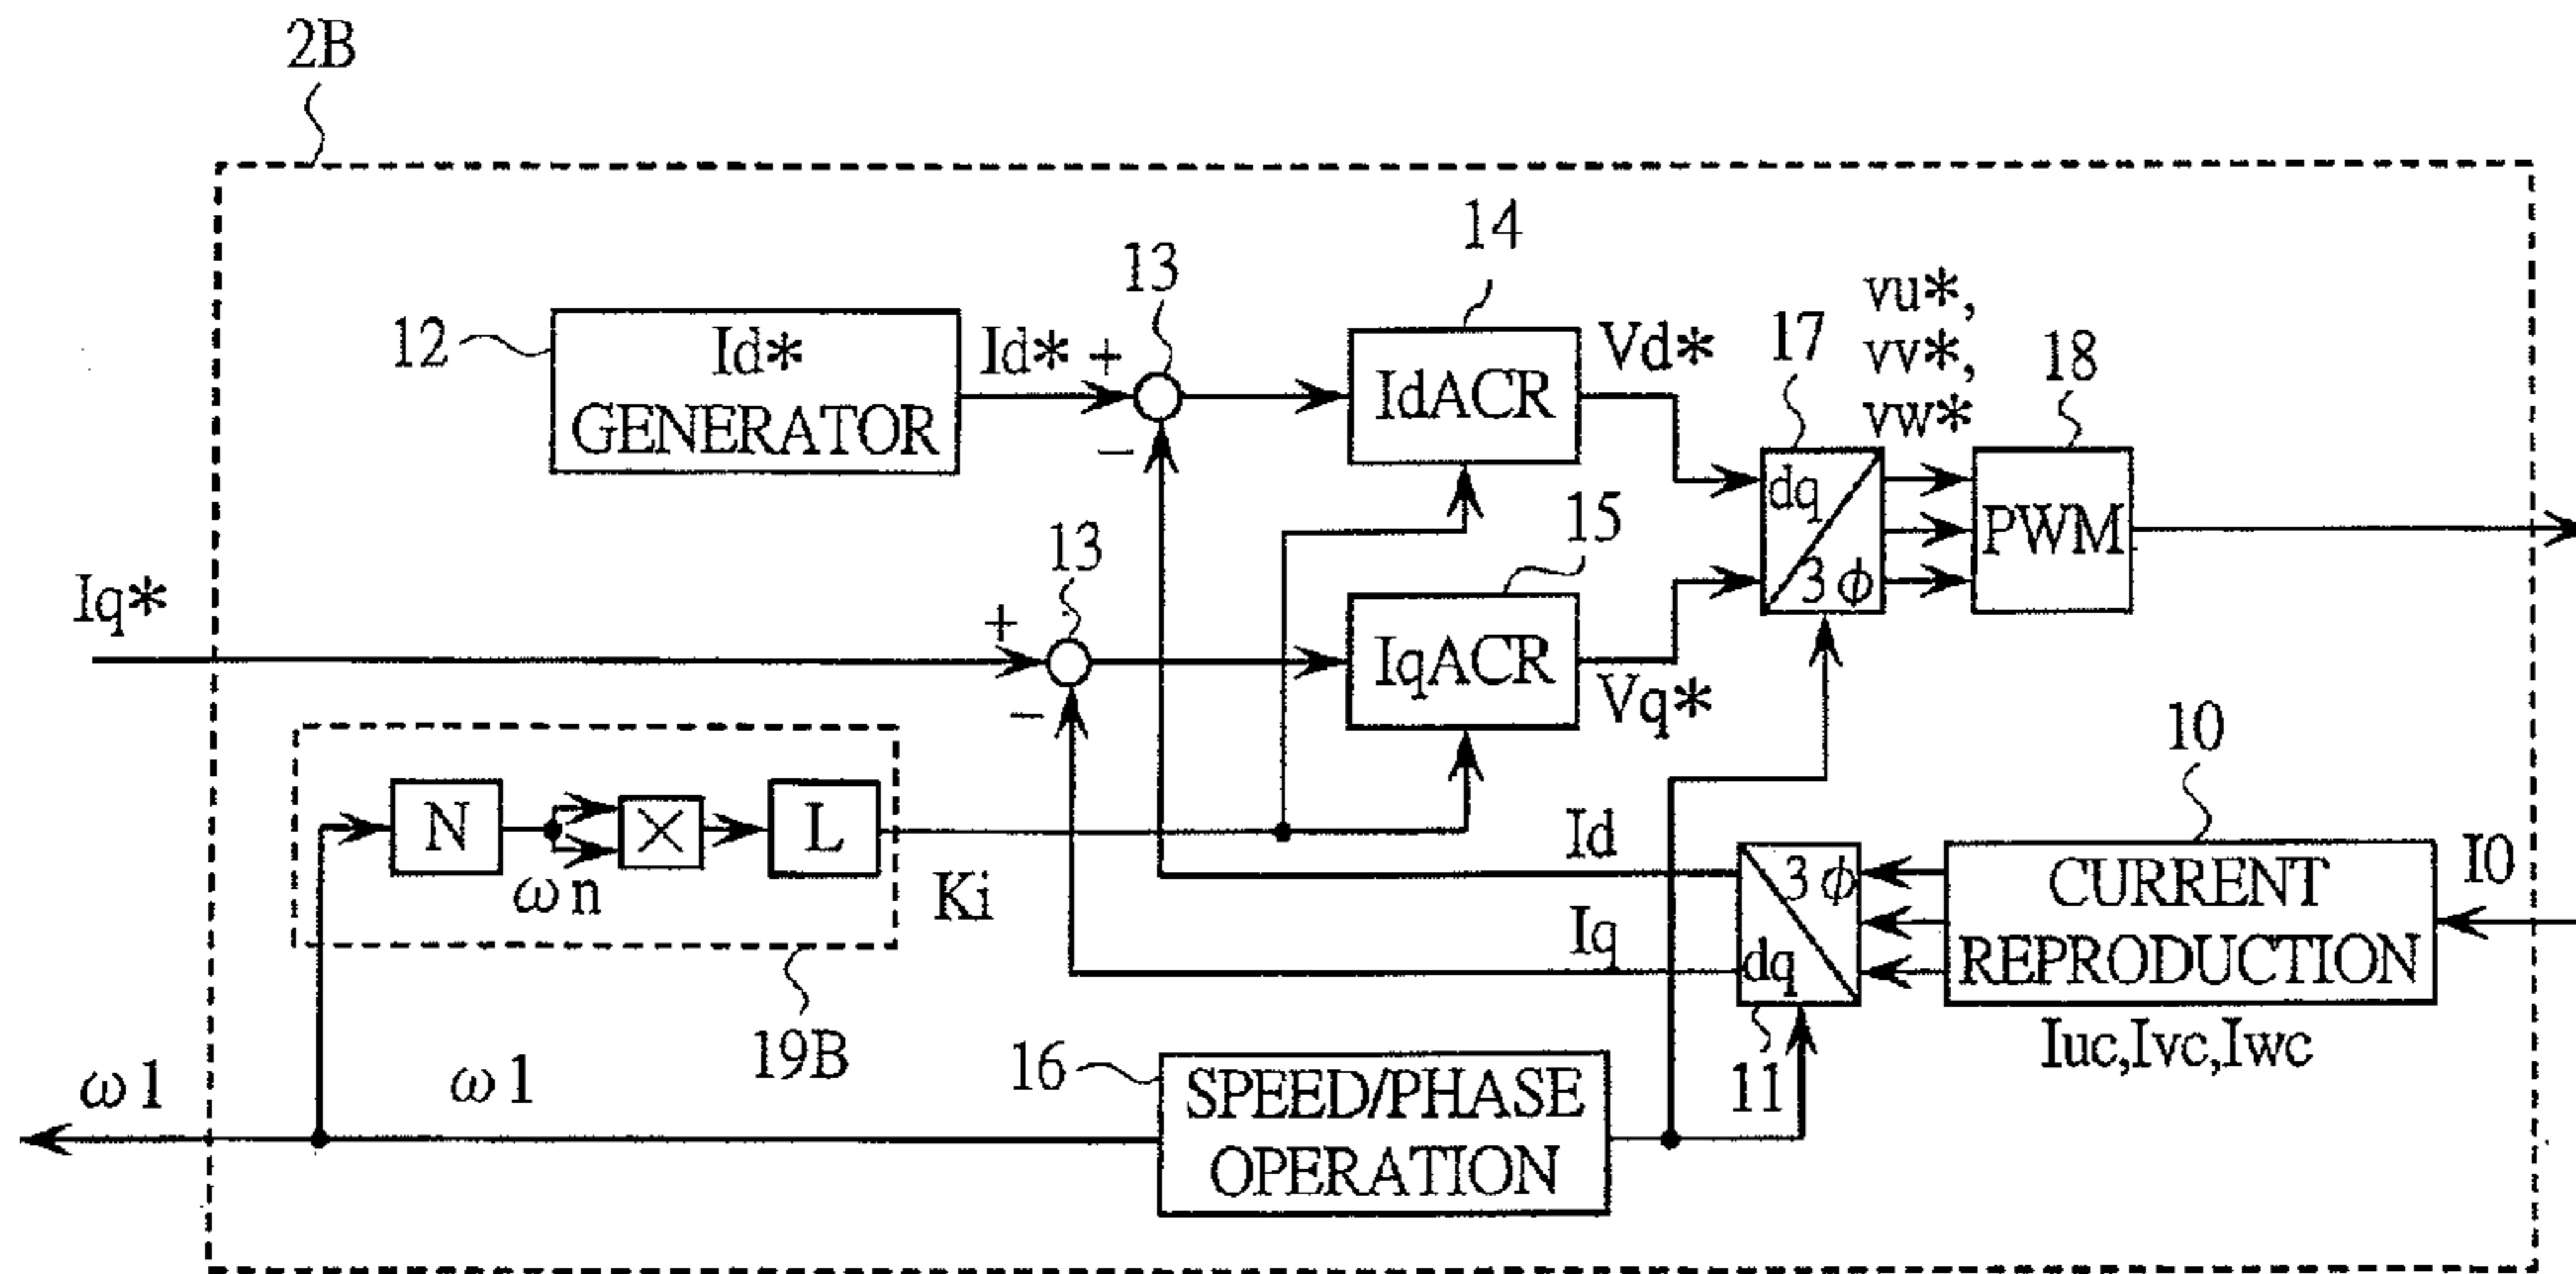 2B
14
13
vu*,
17
vv*,
18
12
Id*
GENERATOR
Id*
+
−
IdACR
Vd*
vw*
dq
3φ
PWM
15
13
Iq*
+
−
IqACR
Vq*
10
N
×
L
ωn
Ki
Id
Iq
3φ
dq
CURRENT
REPRODUCTION
I0
19B
16
11
Iuc,Ivc,Iwc
ω1
ω1
SPEED/PHASE
OPERATION